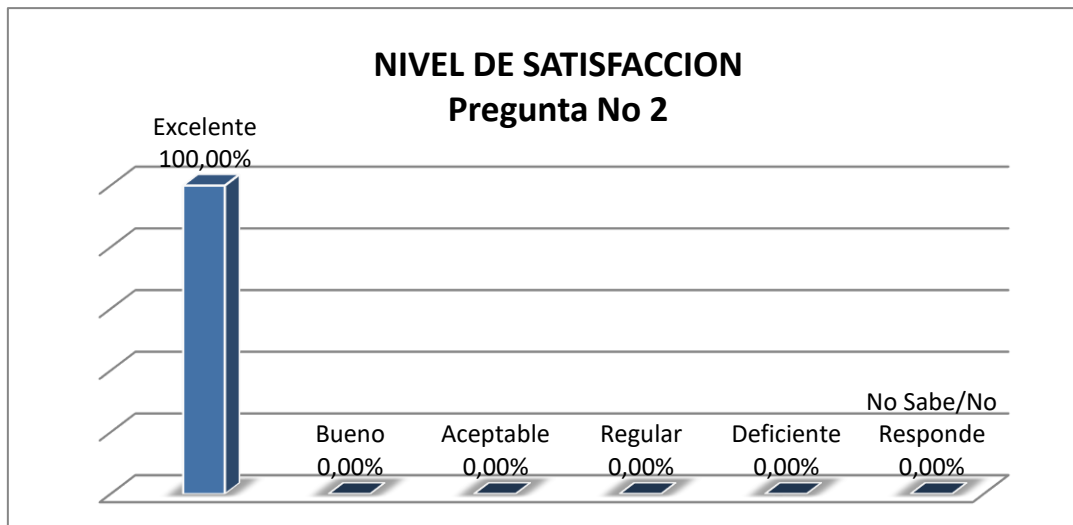 NIVEL DE SATISFACCION
Pregunta No 2
Excelente
100,00%
Bueno
0,00%
Aceptable
0,00%
Regular
0,00%
Deficiente
0,00%
No Sabe/No
Responde
0,00%